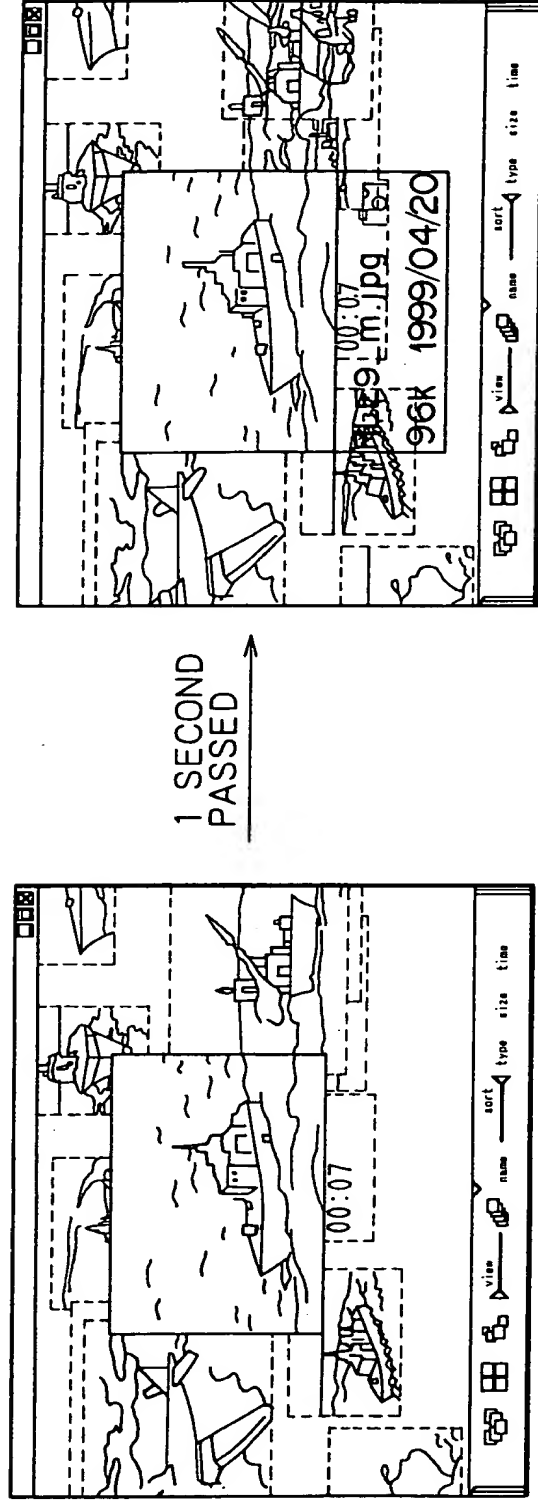 00:07
view name sort type size time
1 SECOND
PASSED
00:07
96k 1999/04/20
view name sort type size time